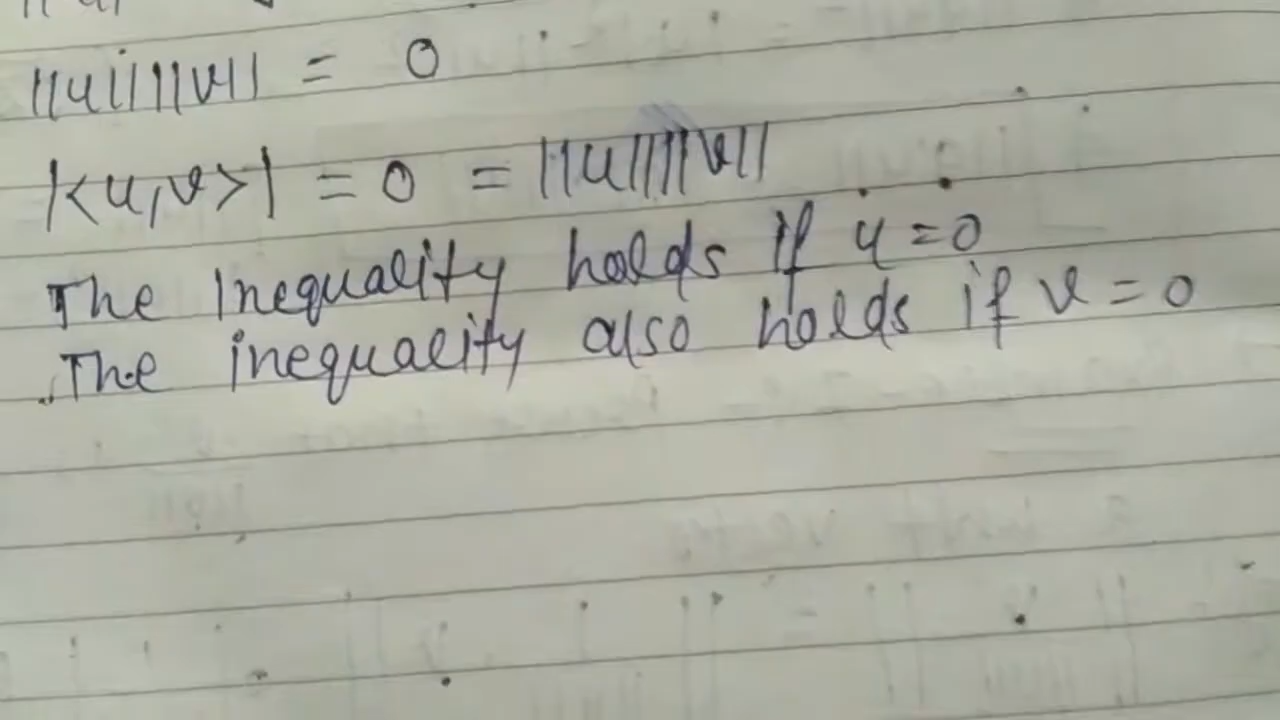 ||u|| ||v|| = 0
|<u,v>| = 0 = ||u|| ||v||
The Inequality holds If u = 0
The inequality also holds if v = 0